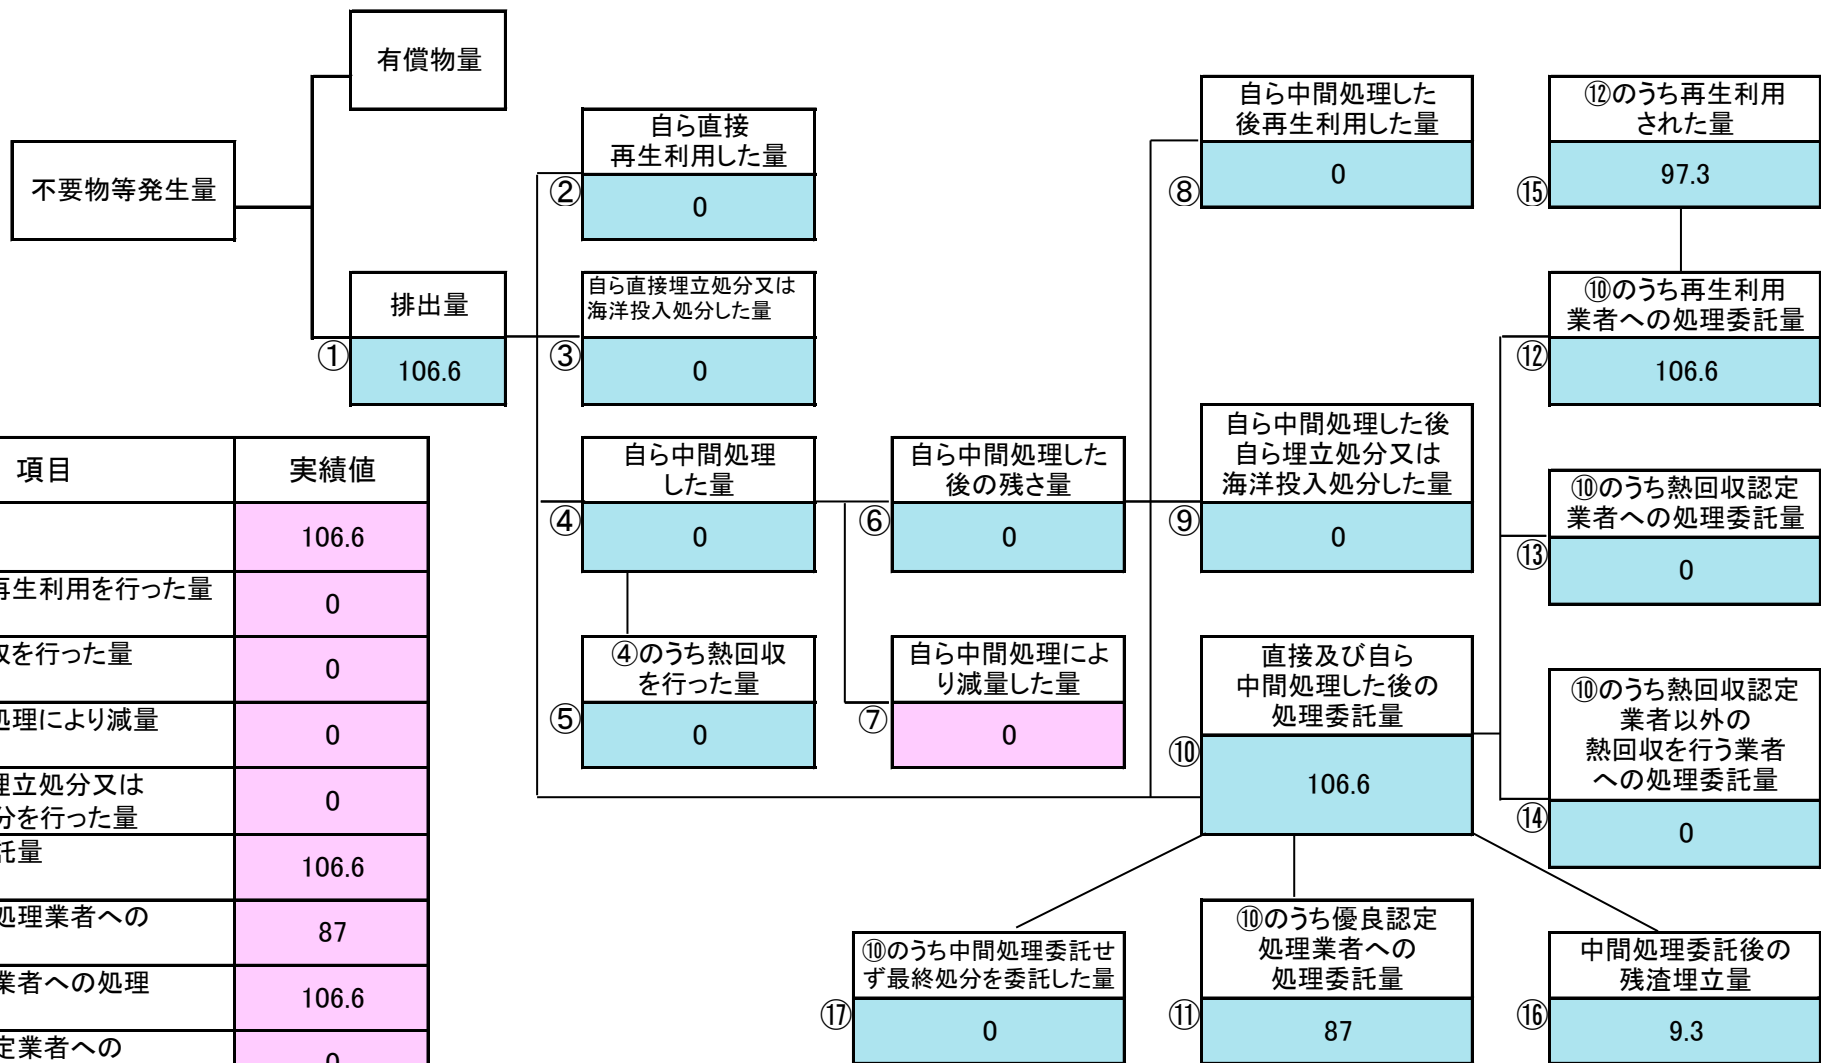 有償物量
不要物等発生量
排出量
①
106.6
自ら直接
再生利用した量
②
0
自ら直接埋立処分又は
海洋投入処分した量
③
0
自ら中間処理
した量
④
0
④のうち熱回収
を行った量
⑤
0
自ら中間処理した
後の残さ量
⑥
0
自ら中間処理によ
り減量した量
⑦
0
自ら中間処理した
後再生利用した量
⑧
0
自ら中間処理した後
自ら埋立処分又は
海洋投入処分した量
⑨
0
直接及び自ら
中間処理した後の
処理委託量
⑩
106.6
⑫のうち再生利用
された量
⑮
97.3
⑩のうち再生利用
業者への処理委託量
⑫
106.6
⑩のうち熱回収認定
業者への処理委託量
⑬
0
⑩のうち熱回収認定
業者以外の
熱回収を行う業者
への処理委託量
⑭
0
⑩のうち中間処理委託せ
ず最終処分を委託した量
⑰
0
⑩のうち優良認定
処理業者への
処理委託量
⑪
87
中間処理委託後の
残渣埋立量
⑯
9.3
項目
実績値
106.6
再生利用を行った量
0
を行った量
0
処理により減量
0
埋立処分又は
分を行った量
0
託量
106.6
処理業者への
87
業者への処理
106.6
定業者への
0